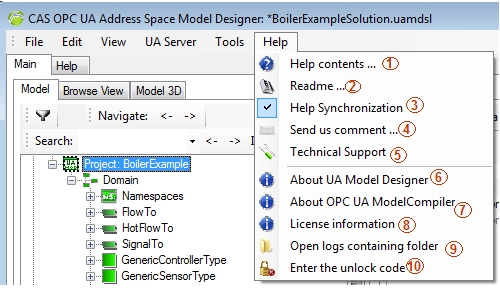 CAS OPC UA Address Space Model Designer: *BoilerExampleSolution.uamdsl
File Edit View UA Server Tools Help
Main Help
Model Browse View Model 3D
Navigate: <- ->
Search: <- ->
Project: BoilerExample
Domain
Namespaces
FlowTo
HotFlowTo
SignalTo
GenericControllerType
GenericSensorType
Help contents ... 1
Readme ... 2
Help Synchronization 3
Send us comment ... 4
Technical Support 5
About UA Model Designer 6
About OPC UA ModelCompiler 7
License information 8
Open logs containing folder 9
Enter the unlock code 10